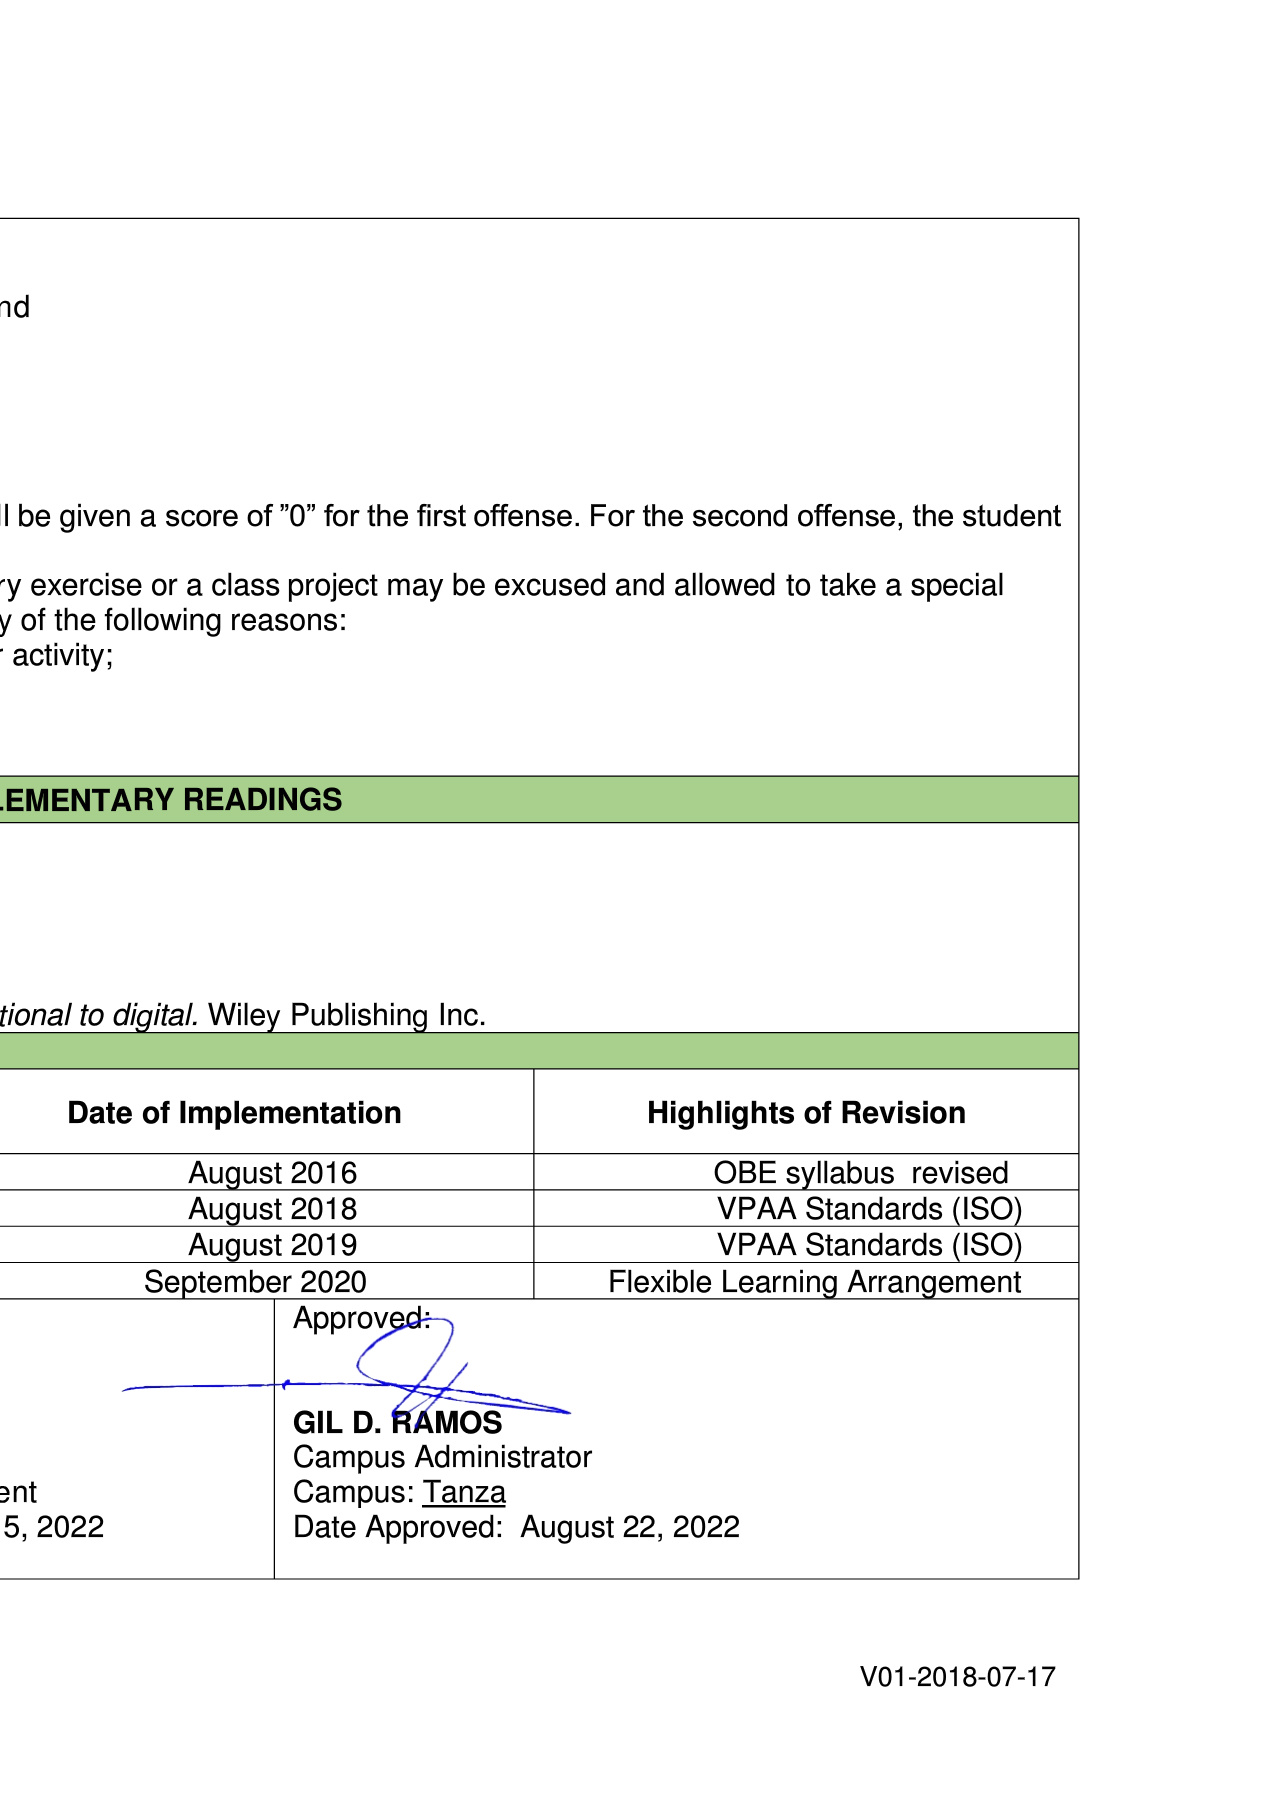 nd
ll be given a score of ”0” for the first offense. For the second offense, the student
ry exercise or a class project may be excused and allowed to take a special
y of the following reasons:
r activity;
LEMENTARY READINGS
tional to digital. Wiley Publishing Inc.
Date of Implementation Highlights of Revision
August 2016 OBE syllabus revised
August 2018 VPAA Standards (ISO)
August 2019 VPAA Standards (ISO)
September 2020 Flexible Learning Arrangement
ent
5, 2022
Approved:
GIL D. RAMOS
Campus Administrator
Campus: Tanza
Date Approved: August 22, 2022
V01-2018-07-17